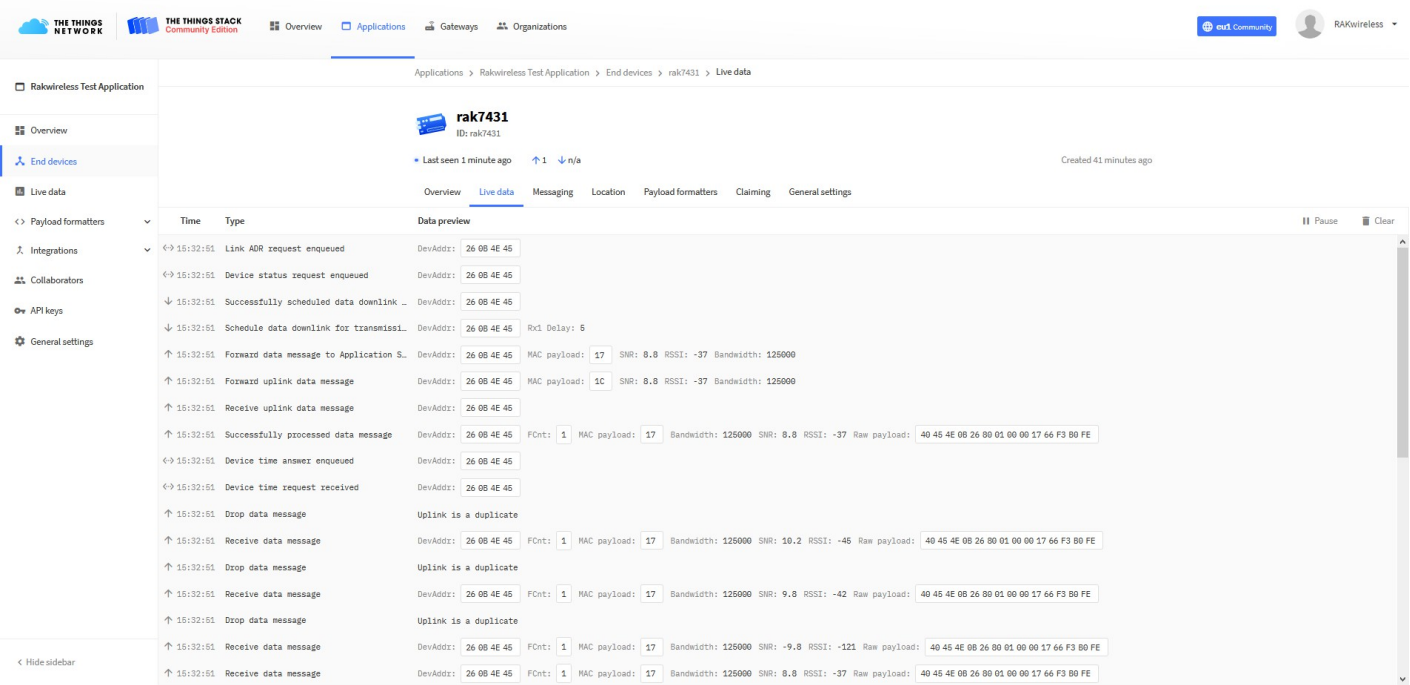 THE THINGS NETWORK THE THINGS STACK Community Edition Overview Applications Gateways Organizations eu1 Community RAKwireless
Applications > Rakwireless Test Application > End devices > rak7431 > Live data
Rakwireless Test Application
Overview
End devices
Live data
Payload formatters
Integrations
Collaborators
API keys
General settings
< Hide sidebar
rak7431
ID: rak7431
Last seen 1 minute ago ↑ 1 ↓ n/a Created 41 minutes ago
Overview Live data Messaging Location Payload formatters Claiming General settings
Time Type Data preview Pause Clear
15:32:51 Link ADR request enqueued DevAddr: 26 0B 4E 45
15:32:51 Device status request enqueued DevAddr: 26 0B 4E 45
↓ 15:32:51 Successfully scheduled data downlink … DevAddr: 26 0B 4E 45
↓ 15:32:51 Schedule data downlink for transmissi… DevAddr: 26 0B 4E 45 Rx1 Delay: 5
↑ 15:32:51 Forward data message to Application S… DevAddr: 26 0B 4E 45 MAC payload: 17 SNR: 8.8 RSSI: -37 Bandwidth: 125000
↑ 15:32:51 Forward uplink data message DevAddr: 26 0B 4E 45 MAC payload: 1C SNR: 8.8 RSSI: -37 Bandwidth: 125000
↑ 15:32:51 Receive uplink data message DevAddr: 26 0B 4E 45
↑ 15:32:51 Successfully processed data message DevAddr: 26 0B 4E 45 FCnt: 1 MAC payload: 17 Bandwidth: 125000 SNR: 8.8 RSSI: -37 Raw payload: 40 45 4E 0B 26 80 01 00 00 17 66 F3 B0 FE
15:32:51 Device time answer enqueued DevAddr: 26 0B 4E 45
15:32:51 Device time request received DevAddr: 26 0B 4E 45
↑ 15:32:51 Drop data message Uplink is a duplicate
↑ 15:32:51 Receive data message DevAddr: 26 0B 4E 45 FCnt: 1 MAC payload: 17 Bandwidth: 125000 SNR: 10.2 RSSI: -45 Raw payload: 40 45 4E 0B 26 80 01 00 00 17 66 F3 B0 FE
↑ 15:32:51 Drop data message Uplink is a duplicate
↑ 15:32:51 Receive data message DevAddr: 26 0B 4E 45 FCnt: 1 MAC payload: 17 Bandwidth: 125000 SNR: 9.8 RSSI: -42 Raw payload: 40 45 4E 0B 26 80 01 00 00 17 66 F3 B0 FE
↑ 15:32:51 Drop data message Uplink is a duplicate
↑ 15:32:51 Receive data message DevAddr: 26 0B 4E 45 FCnt: 1 MAC payload: 17 Bandwidth: 125000 SNR: -9.8 RSSI: -121 Raw payload: 40 45 4E 0B 26 80 01 00 00 17 66 F3 B0 FE
↑ 15:32:51 Receive data message DevAddr: 26 0B 4E 45 FCnt: 1 MAC payload: 17 Bandwidth: 125000 SNR: 8.8 RSSI: -37 Raw payload: 40 45 4E 0B 26 80 01 00 00 17 66 F3 B0 FE